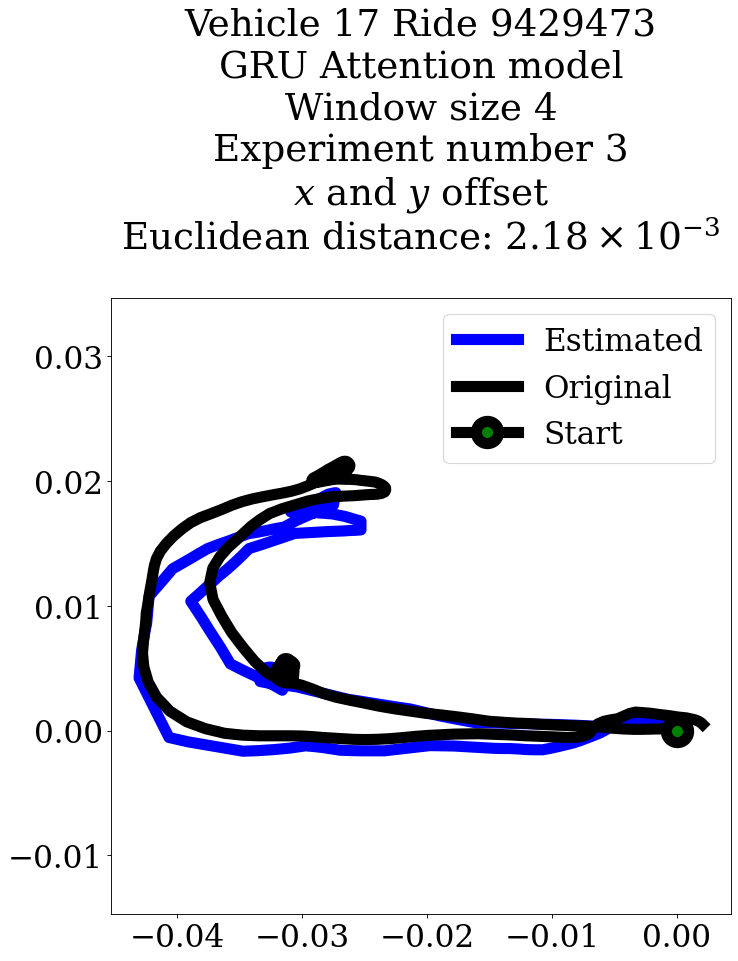 Vehicle 17 Ride 9429473
GRU Attention model
Window size 4
Experiment number 3
x and y offset
Euclidean distance: 2.18 × 10⁻³
Estimated
Original
Start
0.03
0.02
0.01
0.00
−0.01
−0.04 −0.03 −0.02 −0.01 0.00